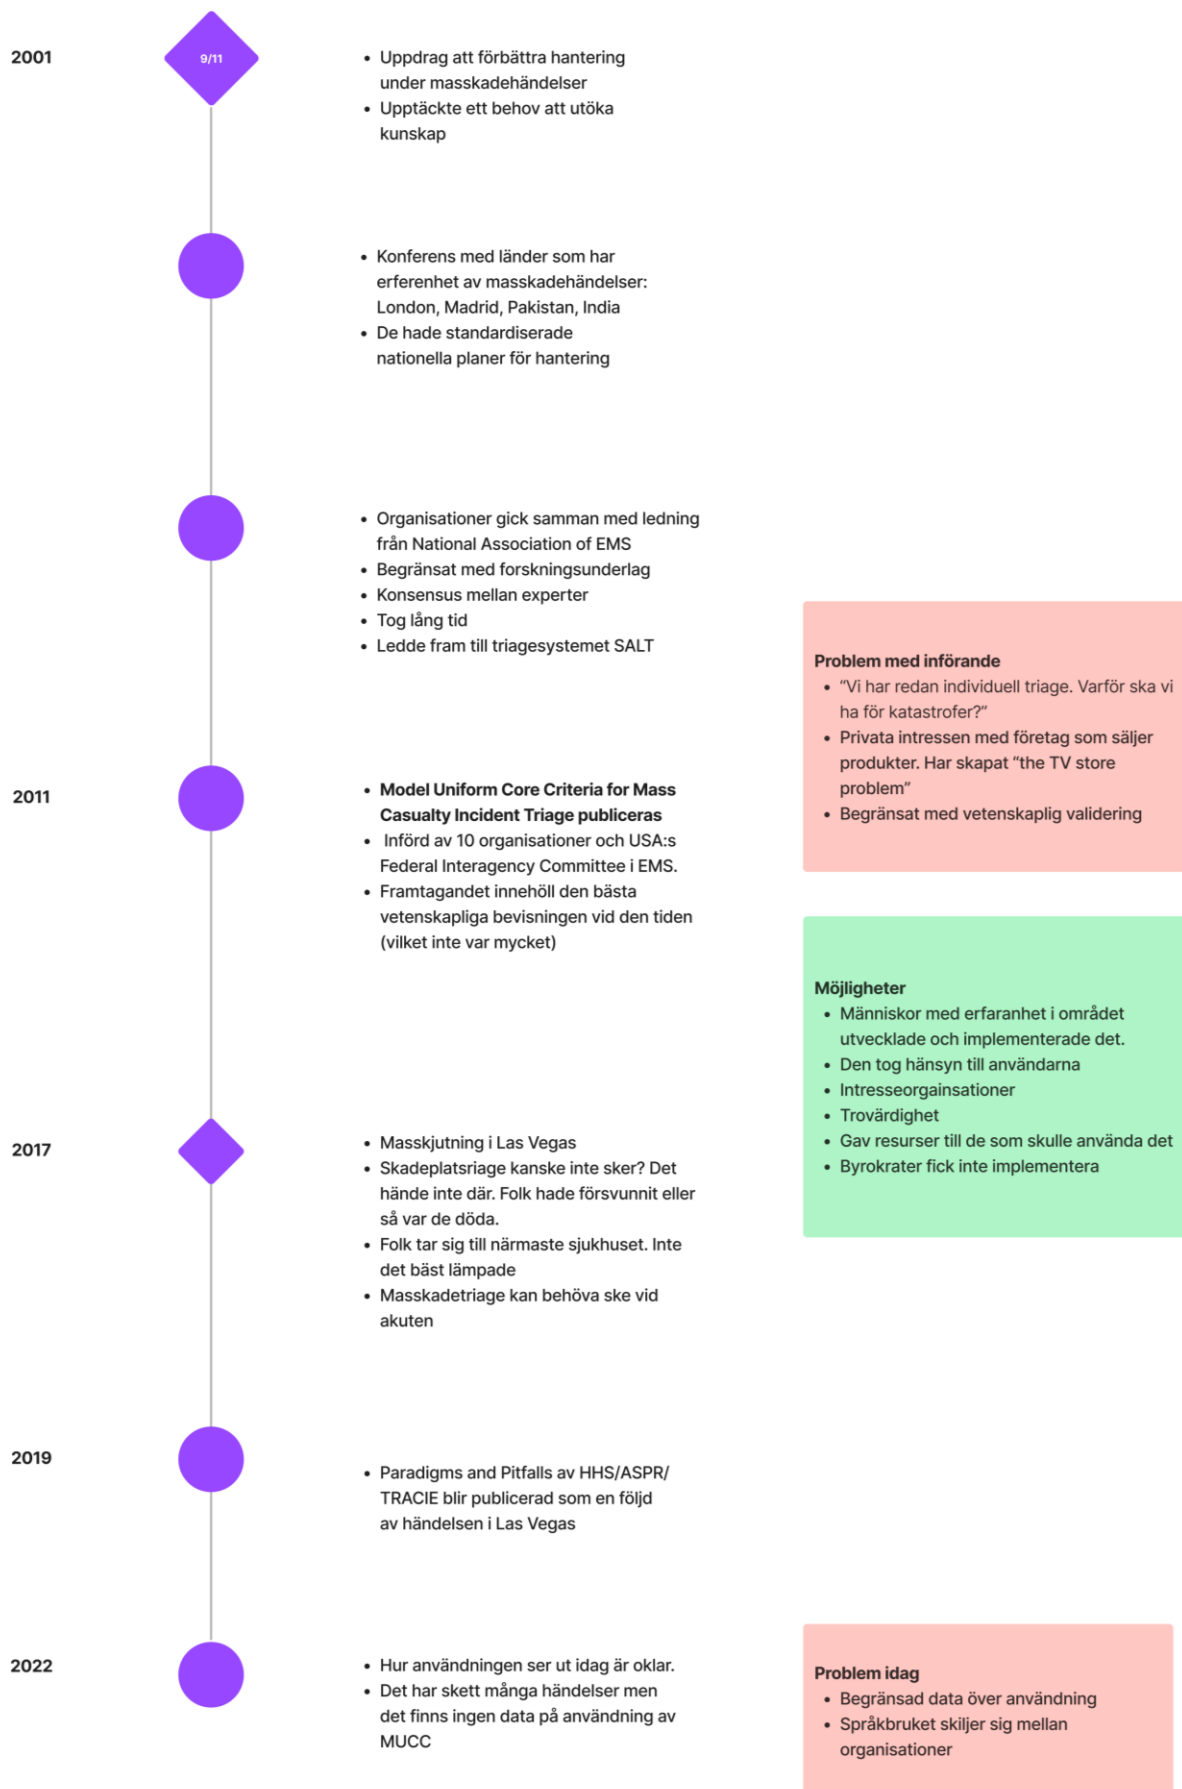 2001
9/11
• Uppdrag att förbättra hantering
under masskadehändelser
• Upptäckte ett behov att utöka
kunskap
• Konferens med länder som har
erferenhet av masskadehändelser:
London, Madrid, Pakistan, India
• De hade standardiserade
nationella planer för hantering
• Organisationer gick samman med ledning
från National Association of EMS
• Begränsat med forskningsunderlag
• Konsensus mellan experter
• Tog lång tid
• Ledde fram till triagesystemet SALT
Problem med införande
• "Vi har redan individuell triage. Varför ska vi
ha för katastrofer?"
• Privata intressen med företag som säljer
produkter. Har skapat "the TV store
problem"
• Begränsat med vetenskaplig validering
2011
• Model Uniform Core Criteria for Mass
Casualty Incident Triage publiceras
• Införd av 10 organisationer och USA:s
Federal Interagency Committee i EMS.
• Framtagandet innehöll den bästa
vetenskapliga bevisningen vid den tiden
(vilket inte var mycket)
Möjligheter
• Människor med erfaranhet i området
utvecklade och implementerade det.
• Den tog hänsyn till användarna
• Intresseorgainsationer
• Trovärdighet
• Gav resurser till de som skulle använda det
• Byrokrater fick inte implementera
2017
• Masskjutning i Las Vegas
• Skadeplatsriage kanske inte sker? Det
hände inte där. Folk hade försvunnit eller
så var de döda.
• Folk tar sig till närmaste sjukhuset. Inte
det bäst lämpade
• Masskadetriage kan behöva ske vid
akuten
2019
• Paradigms and Pitfalls av HHS/ASPR/
TRACIE blir publicerad som en följd
av händelsen i Las Vegas
2022
• Hur användningen ser ut idag är oklar.
• Det har skett många händelser men
det finns ingen data på användning av
MUCC
Problem idag
• Begränsad data över användning
• Språkbruket skiljer sig mellan
organisationer